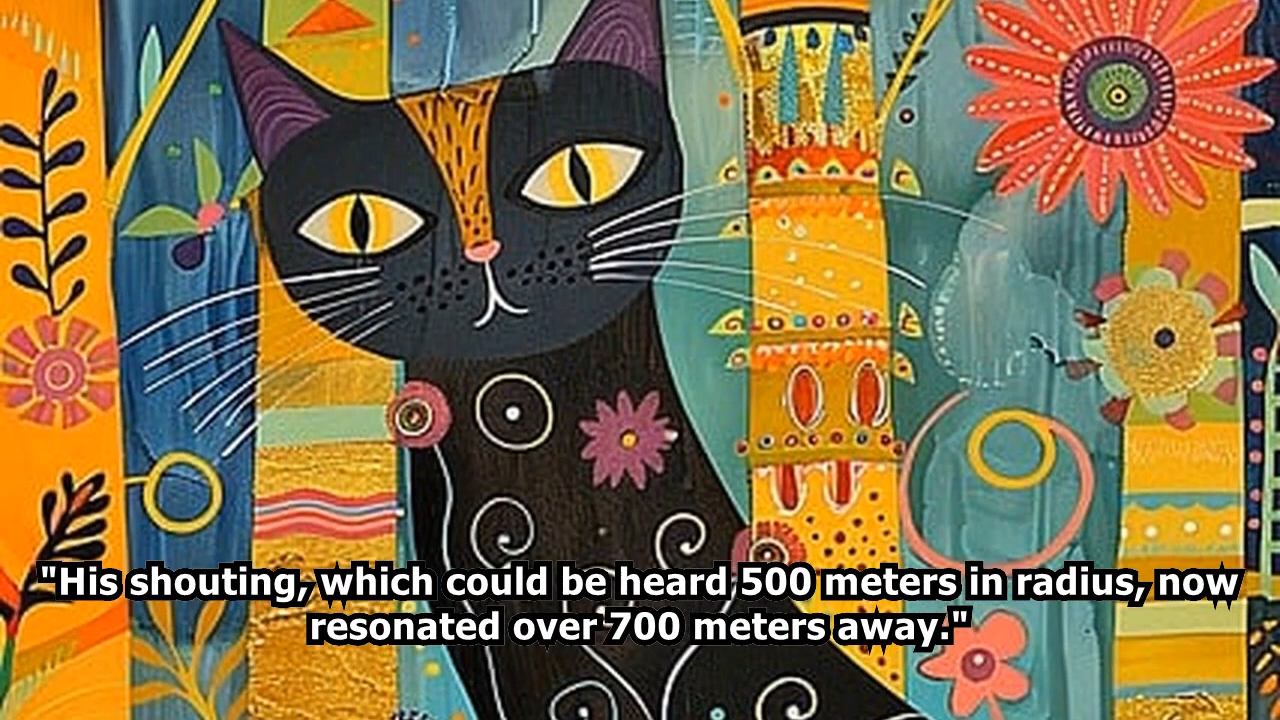 "His shouting, which could be heard 500 meters in radius, now
resonated over 700 meters away."